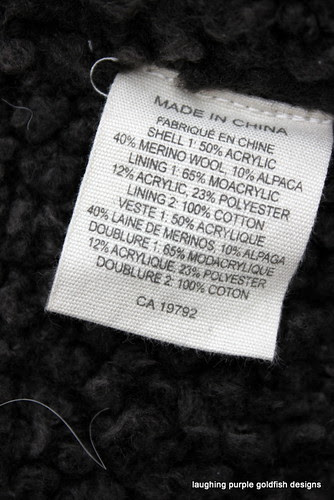 MADE IN CHINA
FABRIQUÉ EN CHINE
SHELL 1: 50% ACRYLIC
40% MERINO WOOL, 10% ALPACA
LINING 1: 65% MOACRYLIC
12% ACRYLIC, 23% POLYESTER
LINING 2: 100% COTTON
VESTE 1: 50% ACRYLIQUE
40% LAINE DE MERINOS, 10% ALPAGA
DOUBLURE 1: 65% MODACRYLIQUE
12% ACRYLIQUE, 23% POLYESTER
DOUBLURE 2: 100% COTON
CA 19792
laughing purple goldfish designs